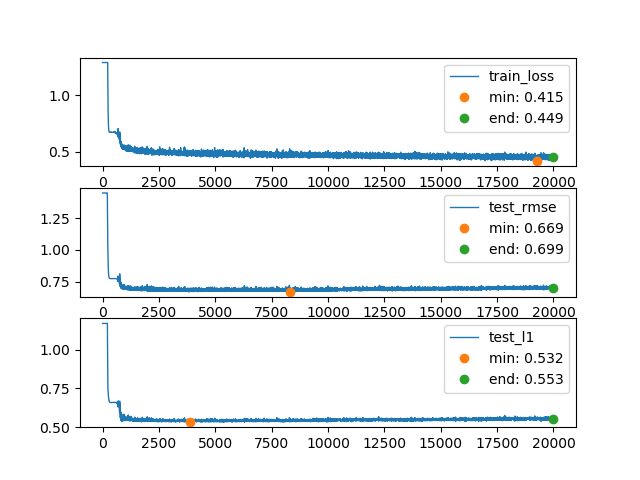 train_loss
min: 0.415
end: 0.449
1.0
0.5
0 2500 5000 7500 10000 12500 15000 17500 20000
test_rmse
min: 0.669
end: 0.699
1.25
1.00
0.75
0 2500 5000 7500 10000 12500 15000 17500 20000
test_l1
min: 0.532
end: 0.553
1.00
0.75
0.50
0 2500 5000 7500 10000 12500 15000 17500 20000